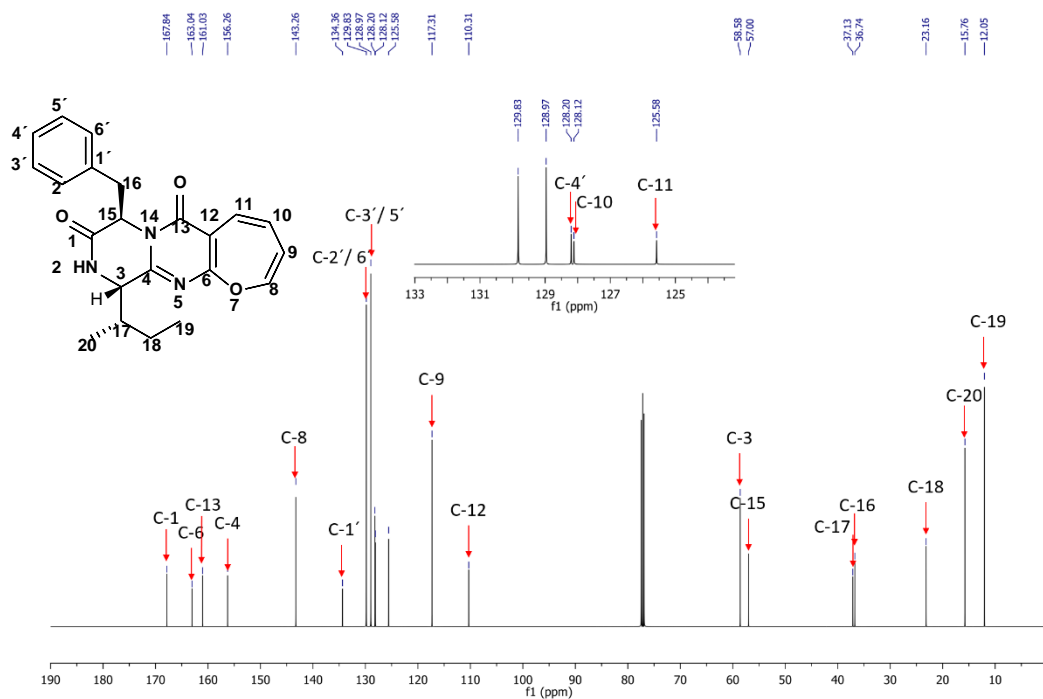 167.84
163.04
161.03
156.26
143.26
134.36
129.83
128.97
128.20
128.12
125.58
117.31
110.31
58.58
57.00
37.13
36.74
23.16
15.76
12.05
129.83
128.97
128.20
128.12
125.58
5´
4´ 6´
3´ 1´
2´ 16
O O 11
15 14 13 12 10
1 9
2 NH 3 4 N 6 8
H N 5 O 7
17 19
20 18
C-4´
C-10
C-11
133 131 129 127 125
f1 (ppm)
C-3´/ 5´
C-2´/ 6
C-19
C-9
C-20
C-8
C-3
C-13
C-1
C-6
C-4
C-1´
C-12
C-15
C-16
C-17
C-18
190 180 170 160 150 140 130 120 110 100 90 80 70 60 50 40 30 20 10
f1 (ppm)